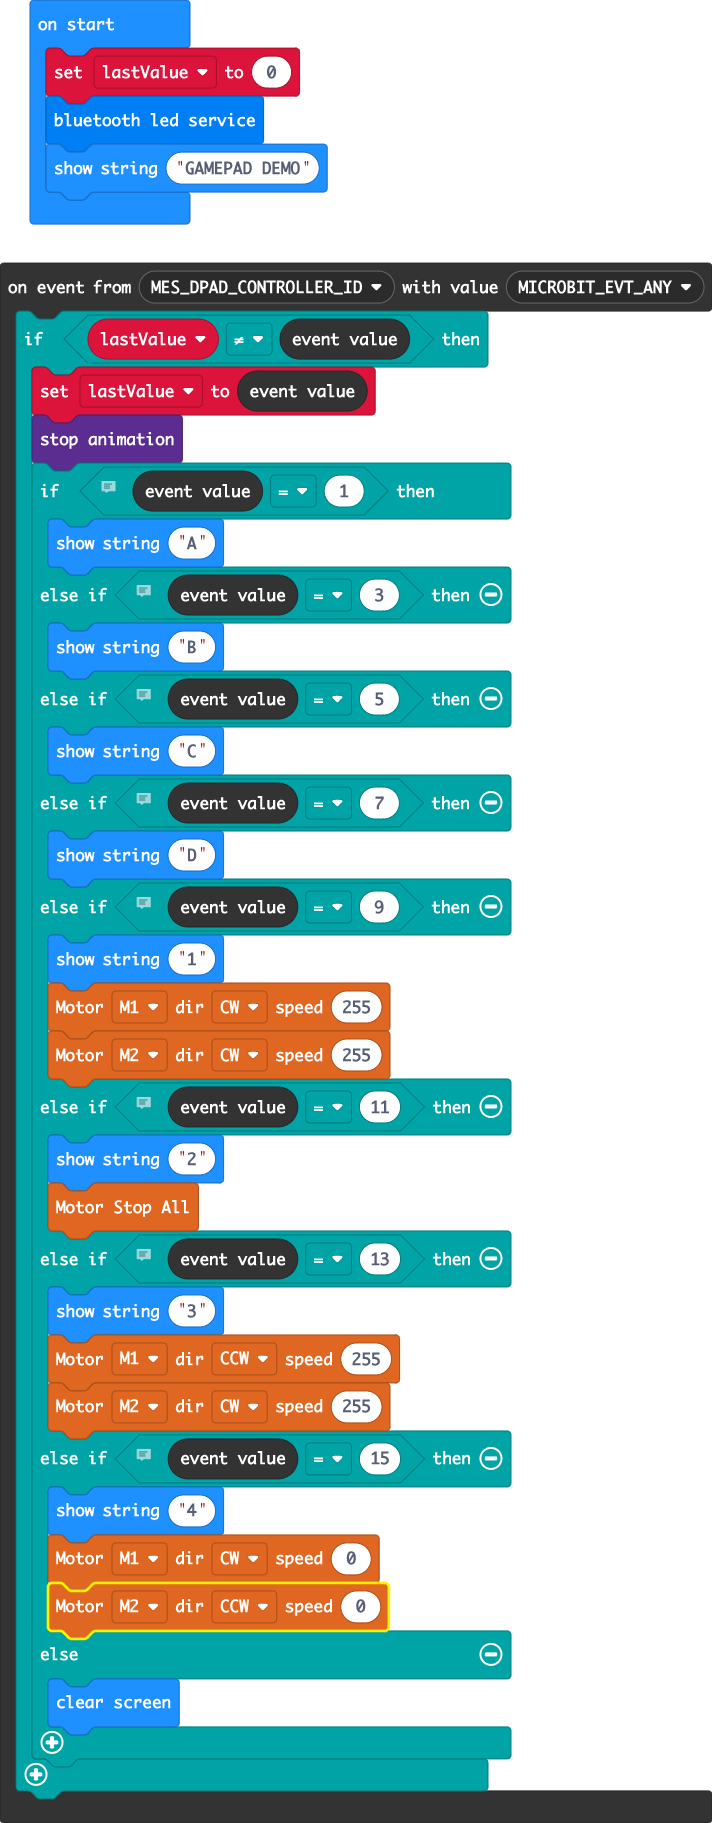 on start
set lastValue to 0
bluetooth led service
show string "GAMEPAD DEMO"
on event from MES_DPAD_CONTROLLER_ID with value MICROBIT_EVT_ANY
if lastValue ≠ event value then
set lastValue to event value
stop animation
if event value = 1 then
show string "A"
else if event value = 3 then
show string "B"
else if event value = 5 then
show string "C"
else if event value = 7 then
show string "D"
else if event value = 9 then
show string "1"
Motor M1 dir CW speed 255
Motor M2 dir CW speed 255
else if event value = 11 then
show string "2"
Motor Stop All
else if event value = 13 then
show string "3"
Motor M1 dir CCW speed 255
Motor M2 dir CW speed 255
else if event value = 15 then
show string "4"
Motor M1 dir CW speed 0
Motor M2 dir CCW speed 0
else
clear screen